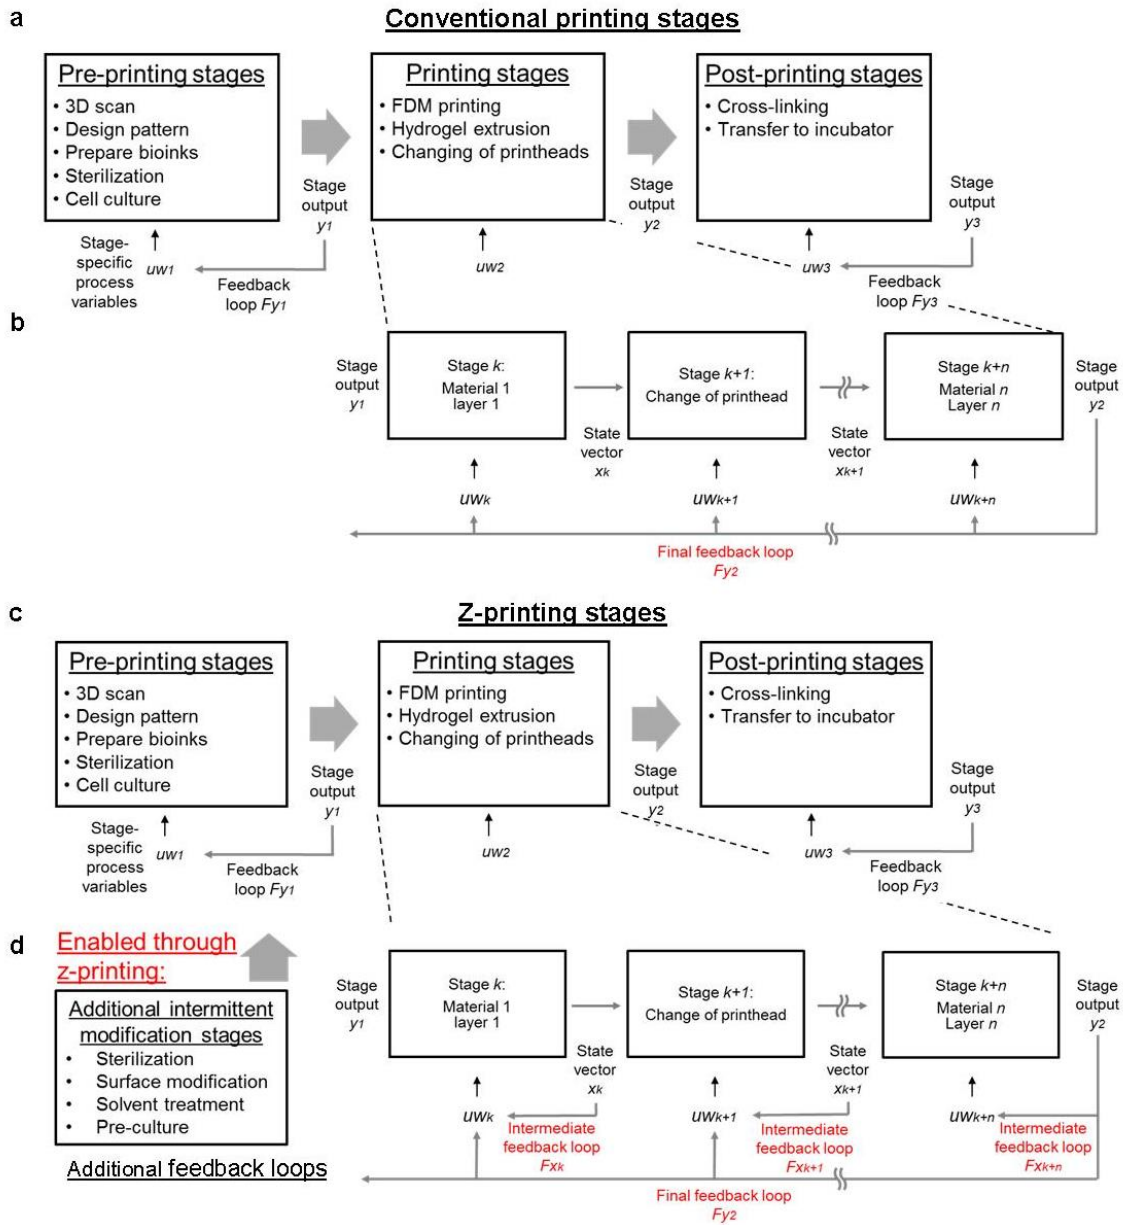 a
Conventional printing stages
Pre-printing stages
• 3D scan
• Design pattern
• Prepare bioinks
• Sterilization
• Cell culture
Stage
output
y1
Printing stages
• FDM printing
• Hydrogel extrusion
• Changing of printheads
Stage
output
y2
Post-printing stages
• Cross-linking
• Transfer to incubator
Stage
output
y3
Stage-
specific
process
variables
uw1
Feedback
loop Fy1
uw2
uw3
Feedback
loop Fy3
b
Stage
output
y1
Stage k:
Material 1
layer 1
State
vector
xk
Stage k+1:
Change of printhead
State
vector
xk+1
Stage k+n
Material n
Layer n
Stage
output
y2
uwk
uwk+1
uwk+n
Final feedback loop
Fy2
c
Z-printing stages
Pre-printing stages
• 3D scan
• Design pattern
• Prepare bioinks
• Sterilization
• Cell culture
Stage
output
y1
Printing stages
• FDM printing
• Hydrogel extrusion
• Changing of printheads
Stage
output
y2
Post-printing stages
• Cross-linking
• Transfer to incubator
Stage
output
y3
Stage-
specific
process
variables
uw1
Feedback
loop Fy1
uw2
uw3
Feedback
loop Fy3
d
Enabled through
z-printing:
Additional intermittent
modification stages
• Sterilization
• Surface modification
• Solvent treatment
• Pre-culture
Additional feedback loops
Stage
output
y1
Stage k:
Material 1
layer 1
State
vector
xk
Stage k+1:
Change of printhead
State
vector
xk+1
Stage k+n
Material n
Layer n
Stage
output
y2
uwk
Intermediate
feedback loop
Fxk
uwk+1
Intermediate
feedback loop
Fxk+1
uwk+n
Intermediate
feedback loop
Fxk+n
Final feedback loop
Fy2